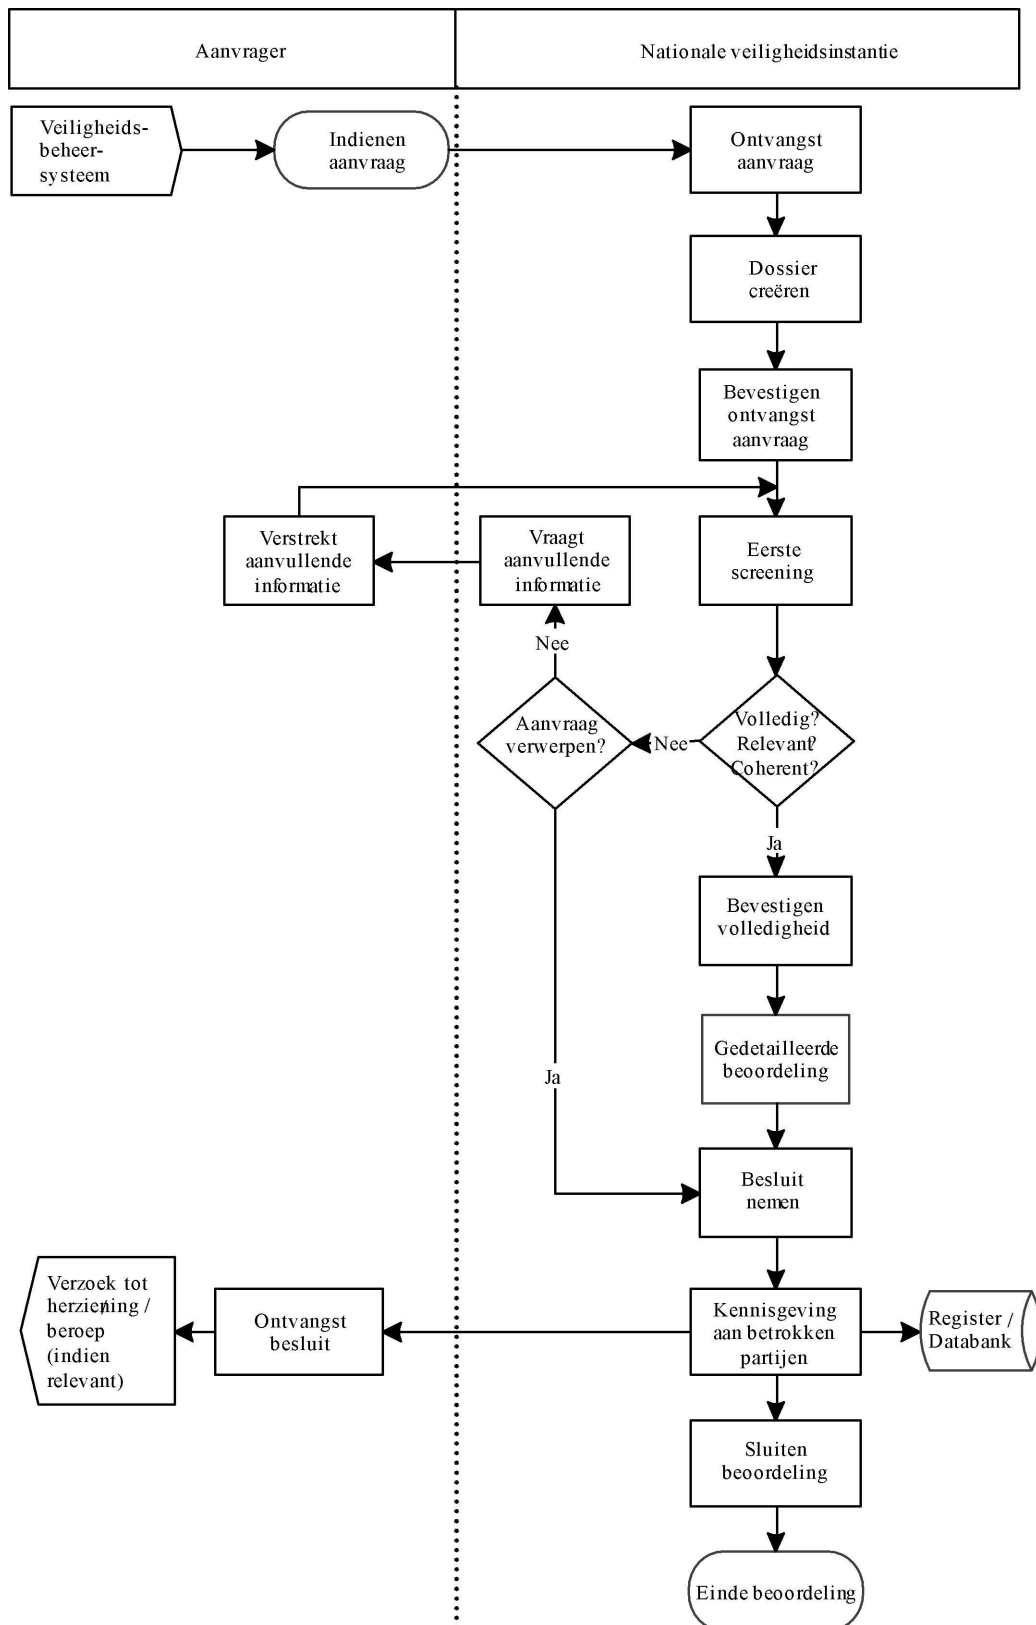 Aanvrager
Nationale veiligheidsinstantie
Veiligheids-
beheer-
systeem
Indienen
aanvraag
Ontvangst
aanvraag
Dossier
creëren
Bevestigen
ontvangst
aanvraag
Verstrekt
aanvullende
informatie
Vraagt
aanvullende
informatie
Eerste
screening
Nee
Aanvraag
verwerpen?
Nee
Volledig?
Relevant?
Coherent?
Ja
Bevestigen
volledigheid
Gedetailleerde
beoordeling
Ja
Besluit
nemen
Verzoek tot
herziening /
beroep
(indien
relevant)
Ontvangst
besluit
Kennisgeving
aan betrokken
partijen
Register /
Databank
Sluiten
beoordeling
Einde beoordeling